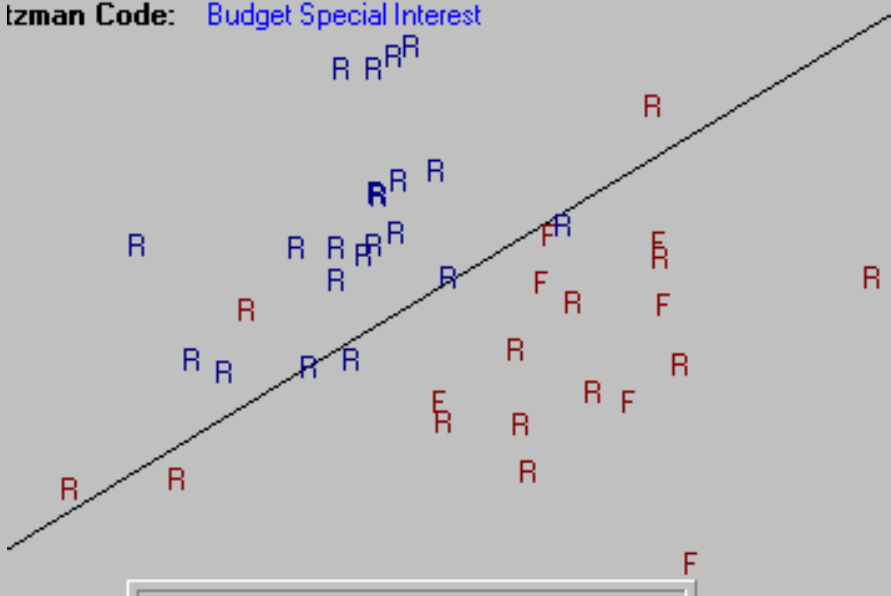 tzman Code: Budget Special Interest
R R R R
R
R R R
R F R
R R R R R R F R
R R F R R
R R F
R R R R R R
F R R F
R R
R R R
F